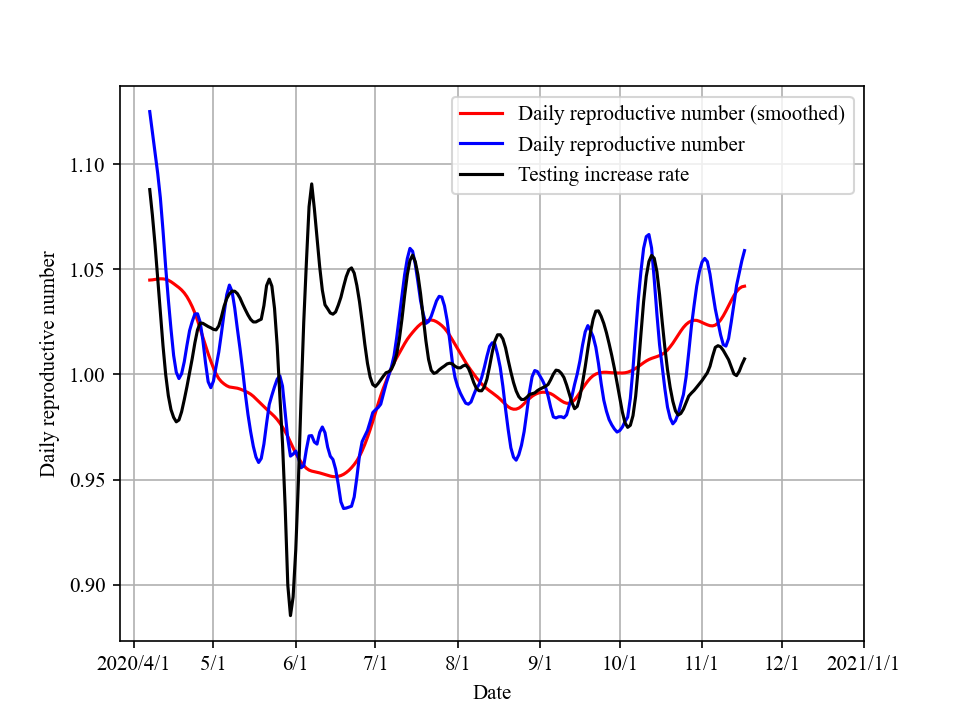 Daily reproductive number (smoothed)
Daily reproductive number
Testing increase rate
Daily reproductive number
1.10
1.05
1.00
0.95
0.90
2020/4/1 5/1 6/1 7/1 8/1 9/1 10/1 11/1 12/1 2021/1/1
Date